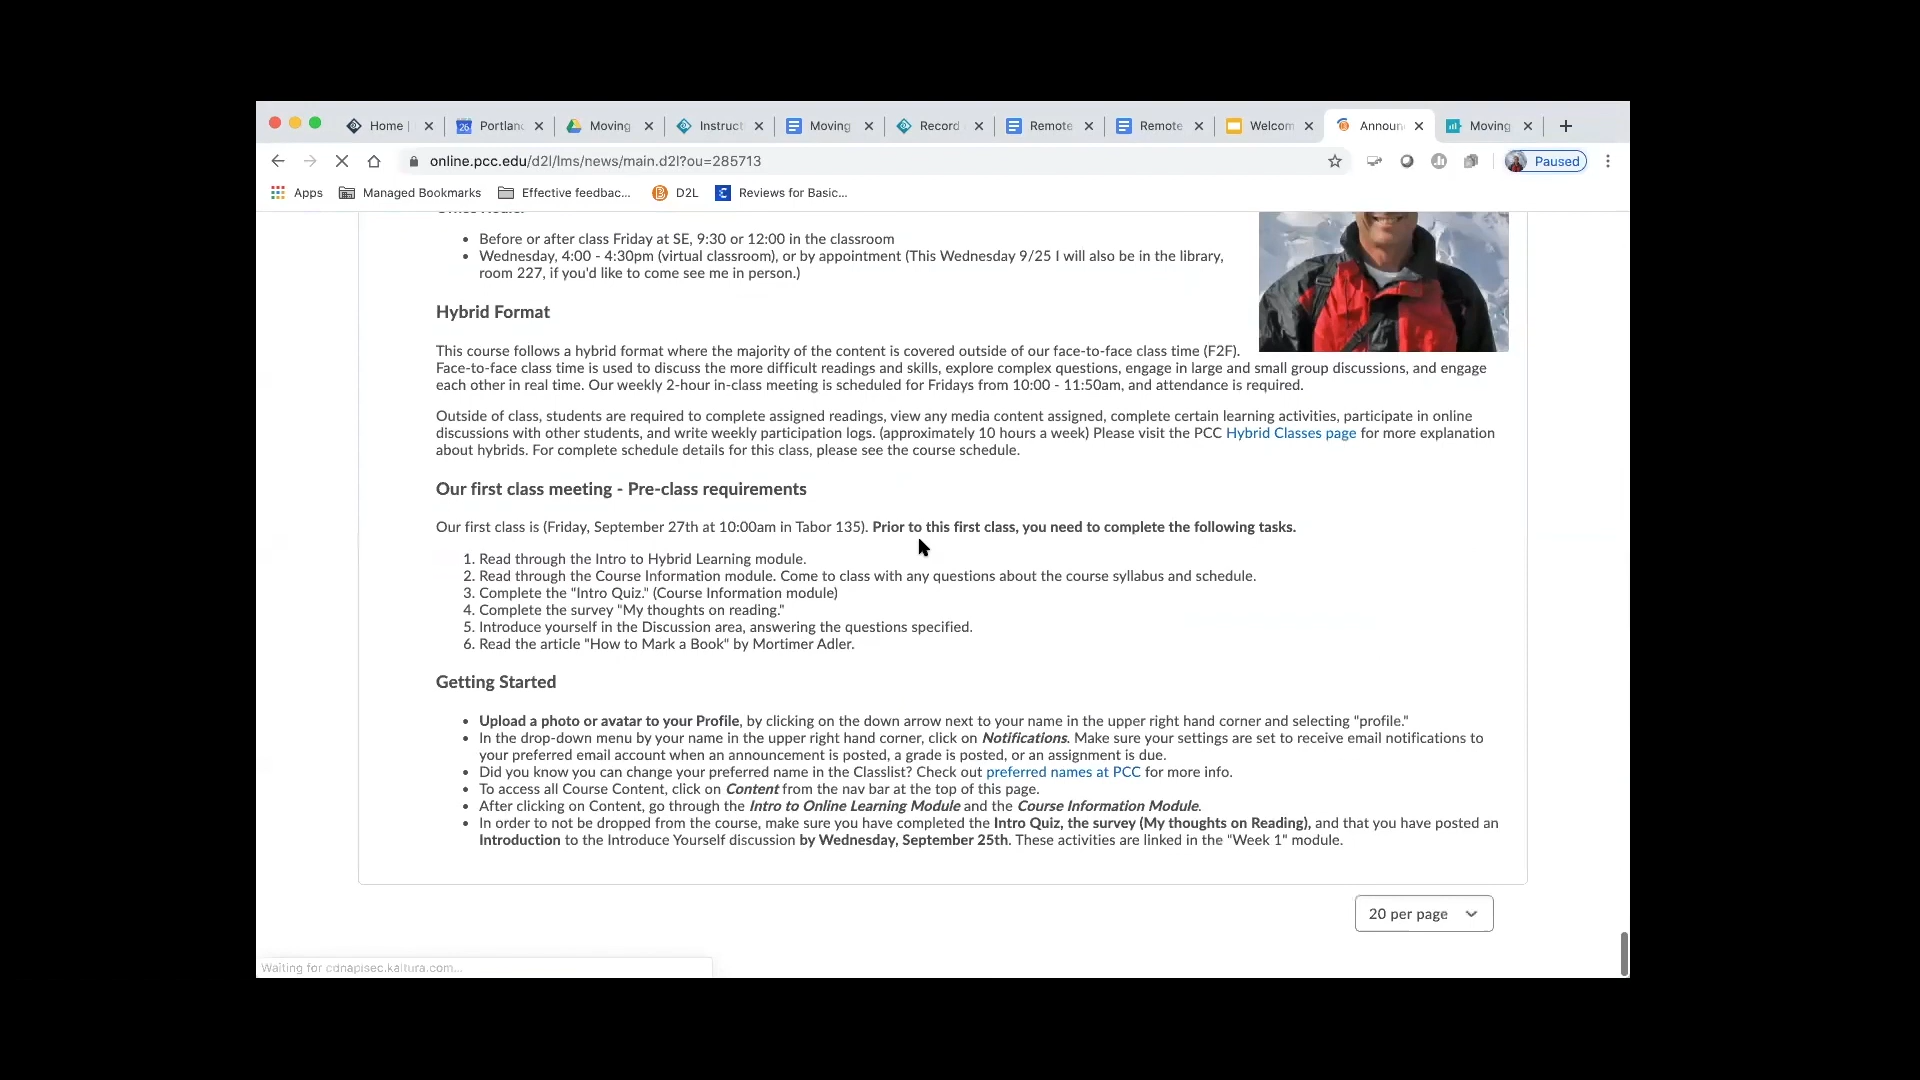 Home |
Portlanc
Moving
Instruct
Moving
Record
Remote
Remote
Welcom
Announ
Moving
online.pcc.edu/d2l/lms/news/main.d2l?ou=285713
Paused
Apps
Managed Bookmarks
Effective feedbac...
D2L
Reviews for Basic...
Before or after class Friday at SE, 9:30 or 12:00 in the classroom
Wednesday, 4:00 - 4:30pm (virtual classroom), or by appointment (This Wednesday 9/25 I will also be in the library,
room 227, if you'd like to come see me in person.)
Hybrid Format
This course follows a hybrid format where the majority of the content is covered outside of our face-to-face class time (F2F).
Face-to-face class time is used to discuss the more difficult readings and skills, explore complex questions, engage in large and small group discussions, and engage
each other in real time. Our weekly 2-hour in-class meeting is scheduled for Fridays from 10:00 - 11:50am, and attendance is required.
Outside of class, students are required to complete assigned readings, view any media content assigned, complete certain learning activities, participate in online
discussions with other students, and write weekly participation logs. (approximately 10 hours a week) Please visit the PCC Hybrid Classes page for more explanation
about hybrids. For complete schedule details for this class, please see the course schedule.
Our first class meeting - Pre-class requirements
Our first class is (Friday, September 27th at 10:00am in Tabor 135). Prior to this first class, you need to complete the following tasks.
1. Read through the Intro to Hybrid Learning module.
2. Read through the Course Information module. Come to class with any questions about the course syllabus and schedule.
3. Complete the "Intro Quiz." (Course Information module)
4. Complete the survey "My thoughts on reading."
5. Introduce yourself in the Discussion area, answering the questions specified.
6. Read the article "How to Mark a Book" by Mortimer Adler.
Getting Started
Upload a photo or avatar to your Profile, by clicking on the down arrow next to your name in the upper right hand corner and selecting "profile."
In the drop-down menu by your name in the upper right hand corner, click on Notifications. Make sure your settings are set to receive email notifications to
your preferred email account when an announcement is posted, a grade is posted, or an assignment is due.
Did you know you can change your preferred name in the Classlist? Check out preferred names at PCC for more info.
To access all Course Content, click on Content from the nav bar at the top of this page.
After clicking on Content, go through the Intro to Online Learning Module and the Course Information Module.
In order to not be dropped from the course, make sure you have completed the Intro Quiz, the survey (My thoughts on Reading), and that you have posted an
Introduction to the Introduce Yourself discussion by Wednesday, September 25th. These activities are linked in the "Week 1" module.
20 per page
Waiting for cdnapisec.kaltura.com...